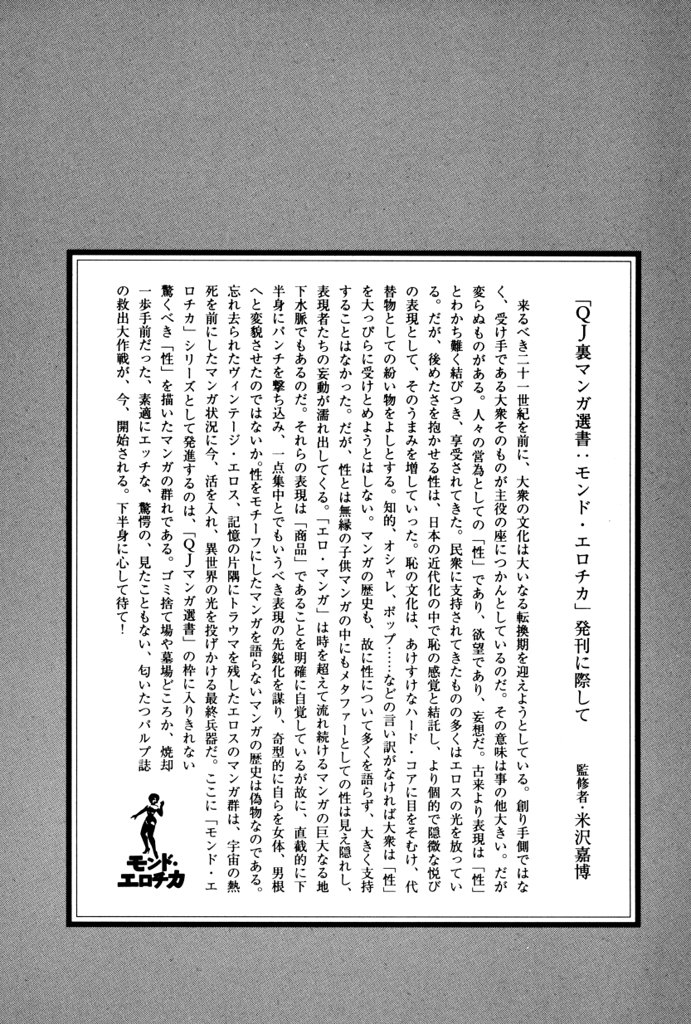 「QJ裏マンガ選書：モンド・エロチカ」発刊に際して
監修者・米沢嘉博
来るべき二十一世紀を前に、大衆の文化は大いなる転換期を迎えようとしている。創り手側ではな
く、受け手である大衆そのものが主役の座につかんとしているのだ。その意味は事の他大きい。だが
変らぬものがある。人々の営為としての「性」であり、欲望であり、妄想だ。古来より表現は「性」
とわかち難く結びつき、享受されてきた。民衆に支持されてきたものの多くはエロスの光を放ってい
る。だが、後めたさを抱かせる性は、日本の近代化の中で恥の感覚と結託し、より個的で隠微な悦び
の表現として、そのうまみを増していった。恥の文化は、あけすけなハード・コアに目をそむけ、代
替物としての紛い物をよしとする。知的、オシャレ、ポップ……などの言い訳がなければ大衆は「性」
を大っぴらに受けとめようとはしない。マンガの歴史も、故に性について多くを語らず、大きく支持
することはなかった。だが、性とは無縁の子供マンガの中にもメタファーとしての性は見え隠れし、
表現者たちの妄動が濡れ出してくる。「エロ・マンガ」は時を超えて流れ続けるマンガの巨大なる地
下水脈でもあるのだ。それらの表現は「商品」であることを明確に自覚しているが故に、直截的に下
半身にパンチを撃ち込み、一点集中とでもいうべき表現の先鋭化を謀り、奇型的に自らを女体、男根
へと変貌させたのではないか。性をモチーフにしたマンガを語らないマンガの歴史は偽物なのである。
忘れ去られたヴィンテージ・エロス、記憶の片隅にトラウマを残したエロスのマンガ群は、宇宙の熱
死を前にしたマンガ状況に今、活を入れ、異世界の光を投げかける最終兵器だ。ここに「モンド・エ
ロチカ」シリーズとして発進するのは、「QJマンガ選書」の枠に入りきれない
驚くべき「性」を描いたマンガの群れである。ゴミ捨て場や墓場どころか、焼却
一歩手前だった、素適にエッチな、驚愕の、見たこともない、匂いたつパルプ誌
の救出大作戦が、今、開始される。下半身に心して待て！
モンド・
エロチカ